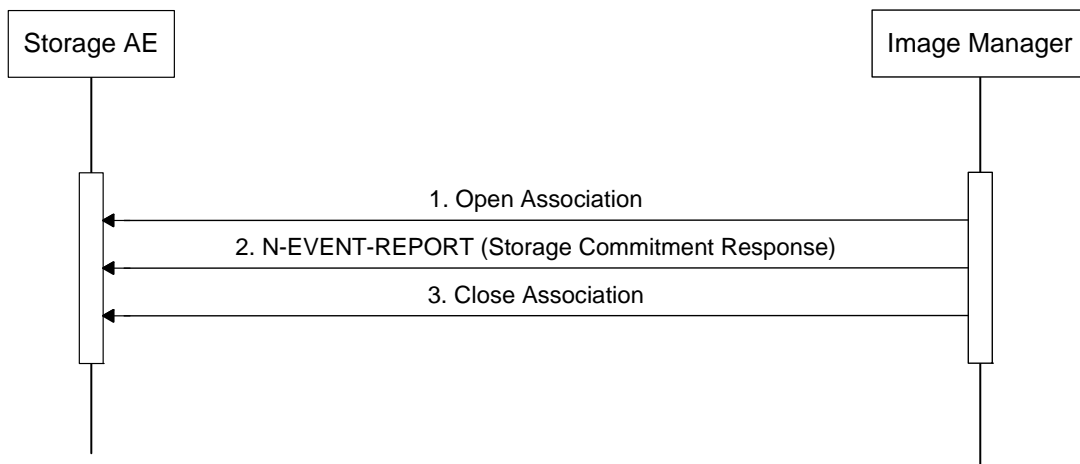 Storage AE
Image Manager
1. Open Association
2. N-EVENT-REPORT (Storage Commitment Response)
3. Close Association